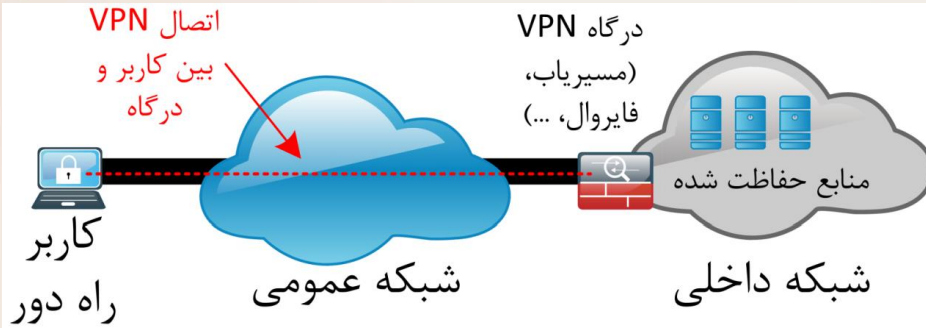 اتصال VPN
بین کاربر و
درگاه
درگاه VPN
(مسیریاب،
فایروال، ...)
منابع حفاظت شده
کاربر
راه دور
شبکه عمومی
شبکه داخلی